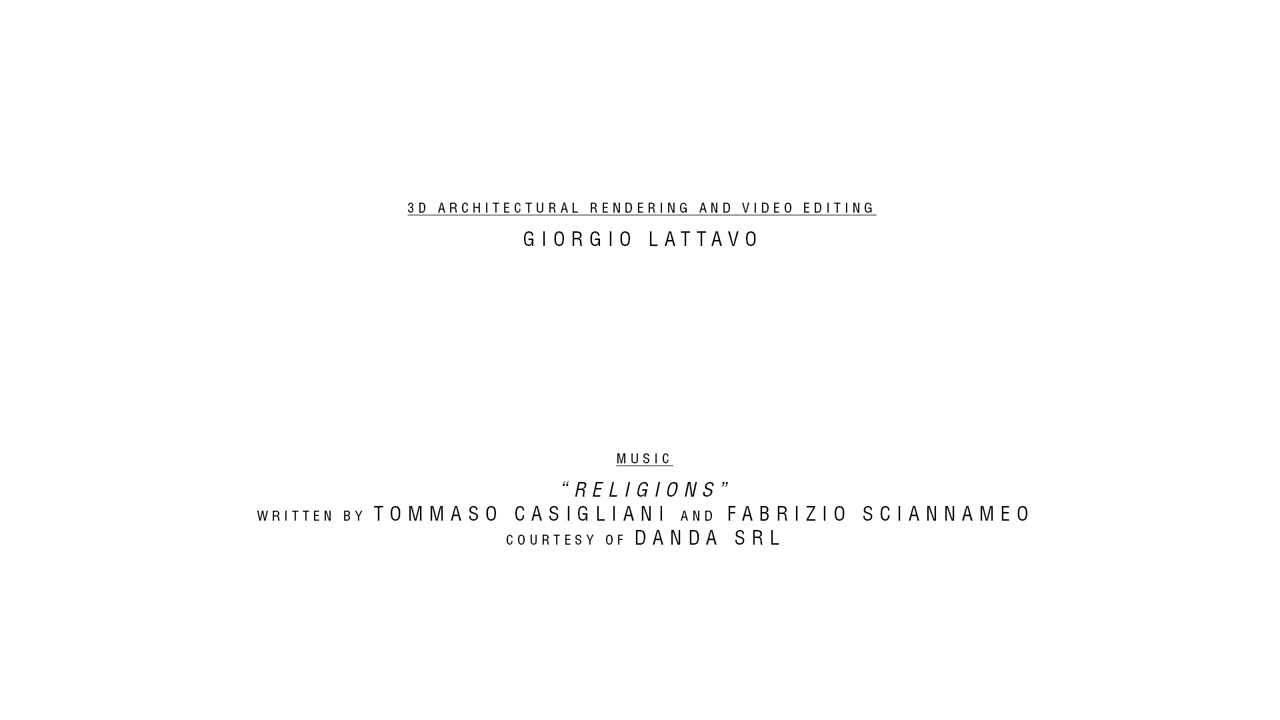 3D ARCHITECTURAL RENDERING AND VIDEO EDITING
GIORGIO LATTAVO
MUSIC
“RELIGIONS”
WRITTEN BY TOMMASO CASIGLIANI AND FABRIZIO SCIANNAMEO
COURTESY OF DANDA SRL